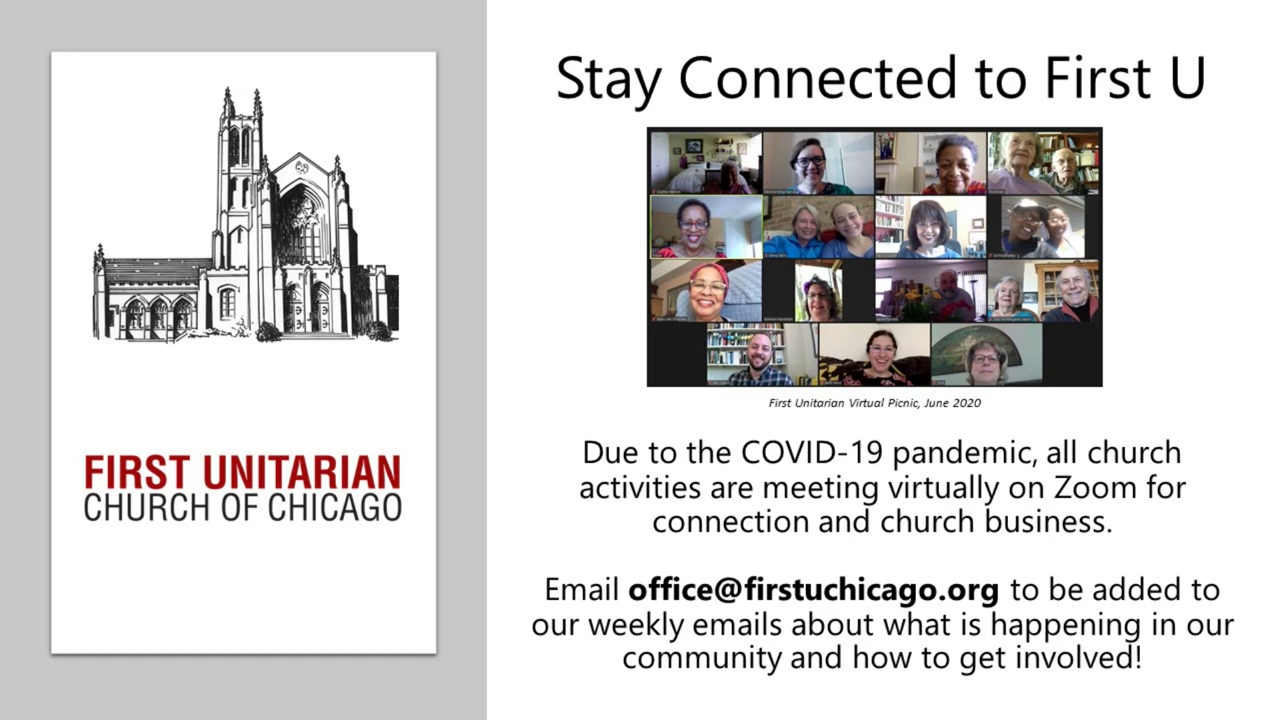 FIRST UNITARIAN
CHURCH OF CHICAGO
Stay Connected to First U
First Unitarian Virtual Picnic, June 2020
Due to the COVID-19 pandemic, all church
activities are meeting virtually on Zoom for
connection and church business.
Email office@firstuchicago.org to be added to
our weekly emails about what is happening in our
community and how to get involved!